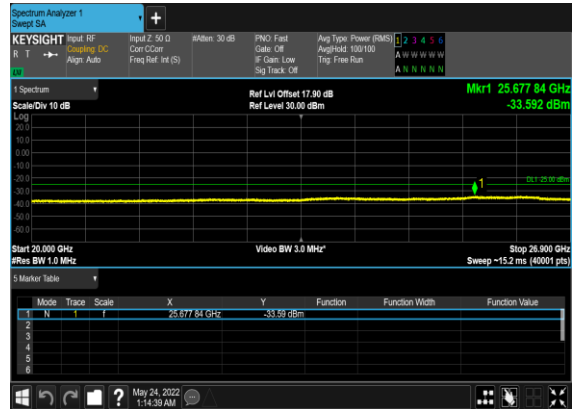 Spectrum Analyzer 1
Swept SA
KEYSIGHT
R T
Input: RF
Coupling: DC
Align: Auto
Input Z: 50 Ω
Corr CCorr
Freq Ref: Int (S)
#Atten: 30 dB
PNO: Fast
Gate: Off
IF Gain: Low
Sig Track: Off
Avg Type: Power (RMS)
Avg|Hold: 100/100
Trig: Free Run
1 2 3 4 5 6
A W W W W W
A N N N N N
1 Spectrum
Scale/Div 10 dB
Ref Lvl Offset 17.90 dB
Ref Level 30.00 dBm
Mkr1 25.677 84 GHz
-33.592 dBm
Log
20.0
10.0
0.00
-10.0
-20.0
-30.0
-40.0
-50.0
-60.0
1
DL1 -25.00 dBm
Start 20.000 GHz
#Res BW 1.0 MHz
Video BW 3.0 MHz*
Stop 26.900 GHz
Sweep ~15.2 ms (40001 pts)
5 Marker Table
Mode Trace Scale X Y Function Function Width Function Value
1 N 1 f 25.677 84 GHz -33.59 dBm
2
3
4
5
6
?
May 24, 2022
1:14:39 AM